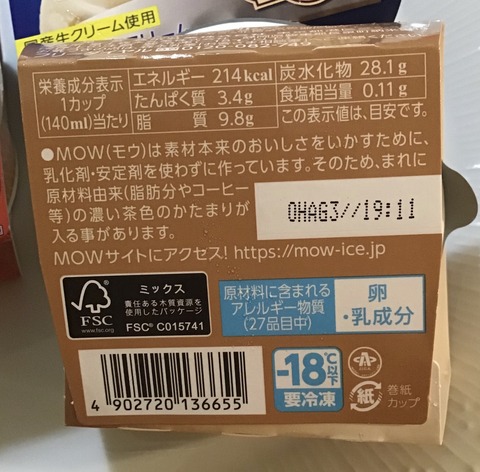 国産生クリーム使用
栄養成分表示
1カップ
(140ml)当たり
エネルギー 214kcal
たんぱく質 3.4g
脂 質 9.8g
炭水化物 28.1g
食塩相当量 0.11g
この表示値は、目安です。
●MOW(モウ)は素材本来のおいしさをいかすために、
乳化剤・安定剤を使わずに作っています。そのため、まれに
原材料由来(脂肪分やコーヒー
等)の濃い茶色のかたまりが
入る事があります。
OHAG3//19:11
MOWサイトにアクセス! https://mow-ice.jp
FSC
www.fsc.org
ミックス
責任ある木質資源を
使用したパッケージ
FSC® C015741
原材料に含まれる
アレルギー物質
(27品目中)
卵
・乳成分
4 902720 136655
-18℃以下
要冷凍
紙
巻紙
カップ